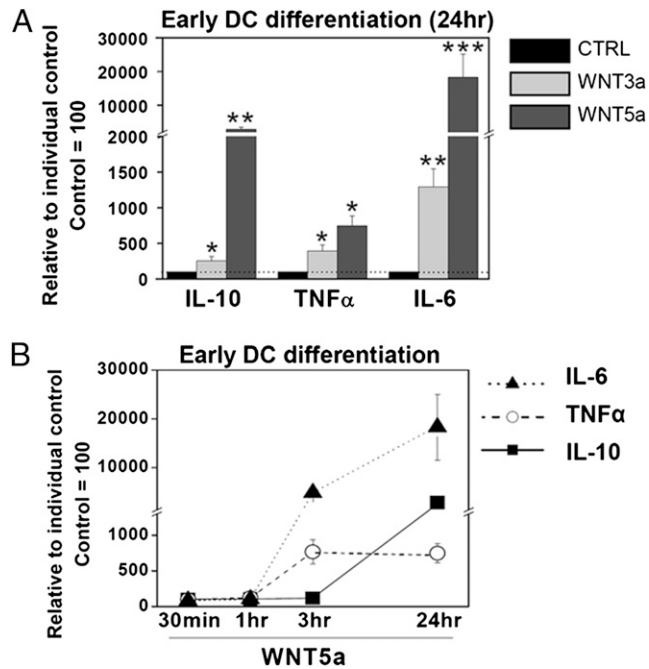 A
Early DC differentiation (24hr)
Relative to individual control
Control = 100
30000
20000
10000
2000
1500
1000
500
0
*
**
*
*
**
***
IL-10
TNFα
IL-6
CTRL
WNT3a
WNT5a
B
Early DC differentiation
Relative to individual control
Control = 100
30000
20000
10000
1000
500
0
30min
1hr
3hr
24hr
WNT5a
IL-6
TNFα
IL-10